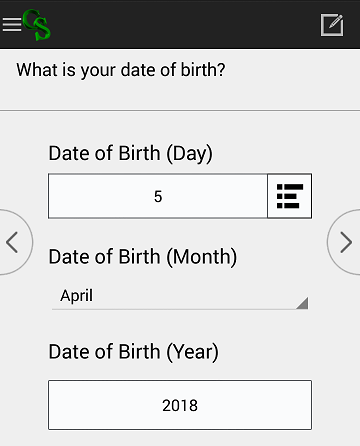 CS
What is your date of birth?
Date of Birth (Day)
5
Date of Birth (Month)
April
Date of Birth (Year)
2018